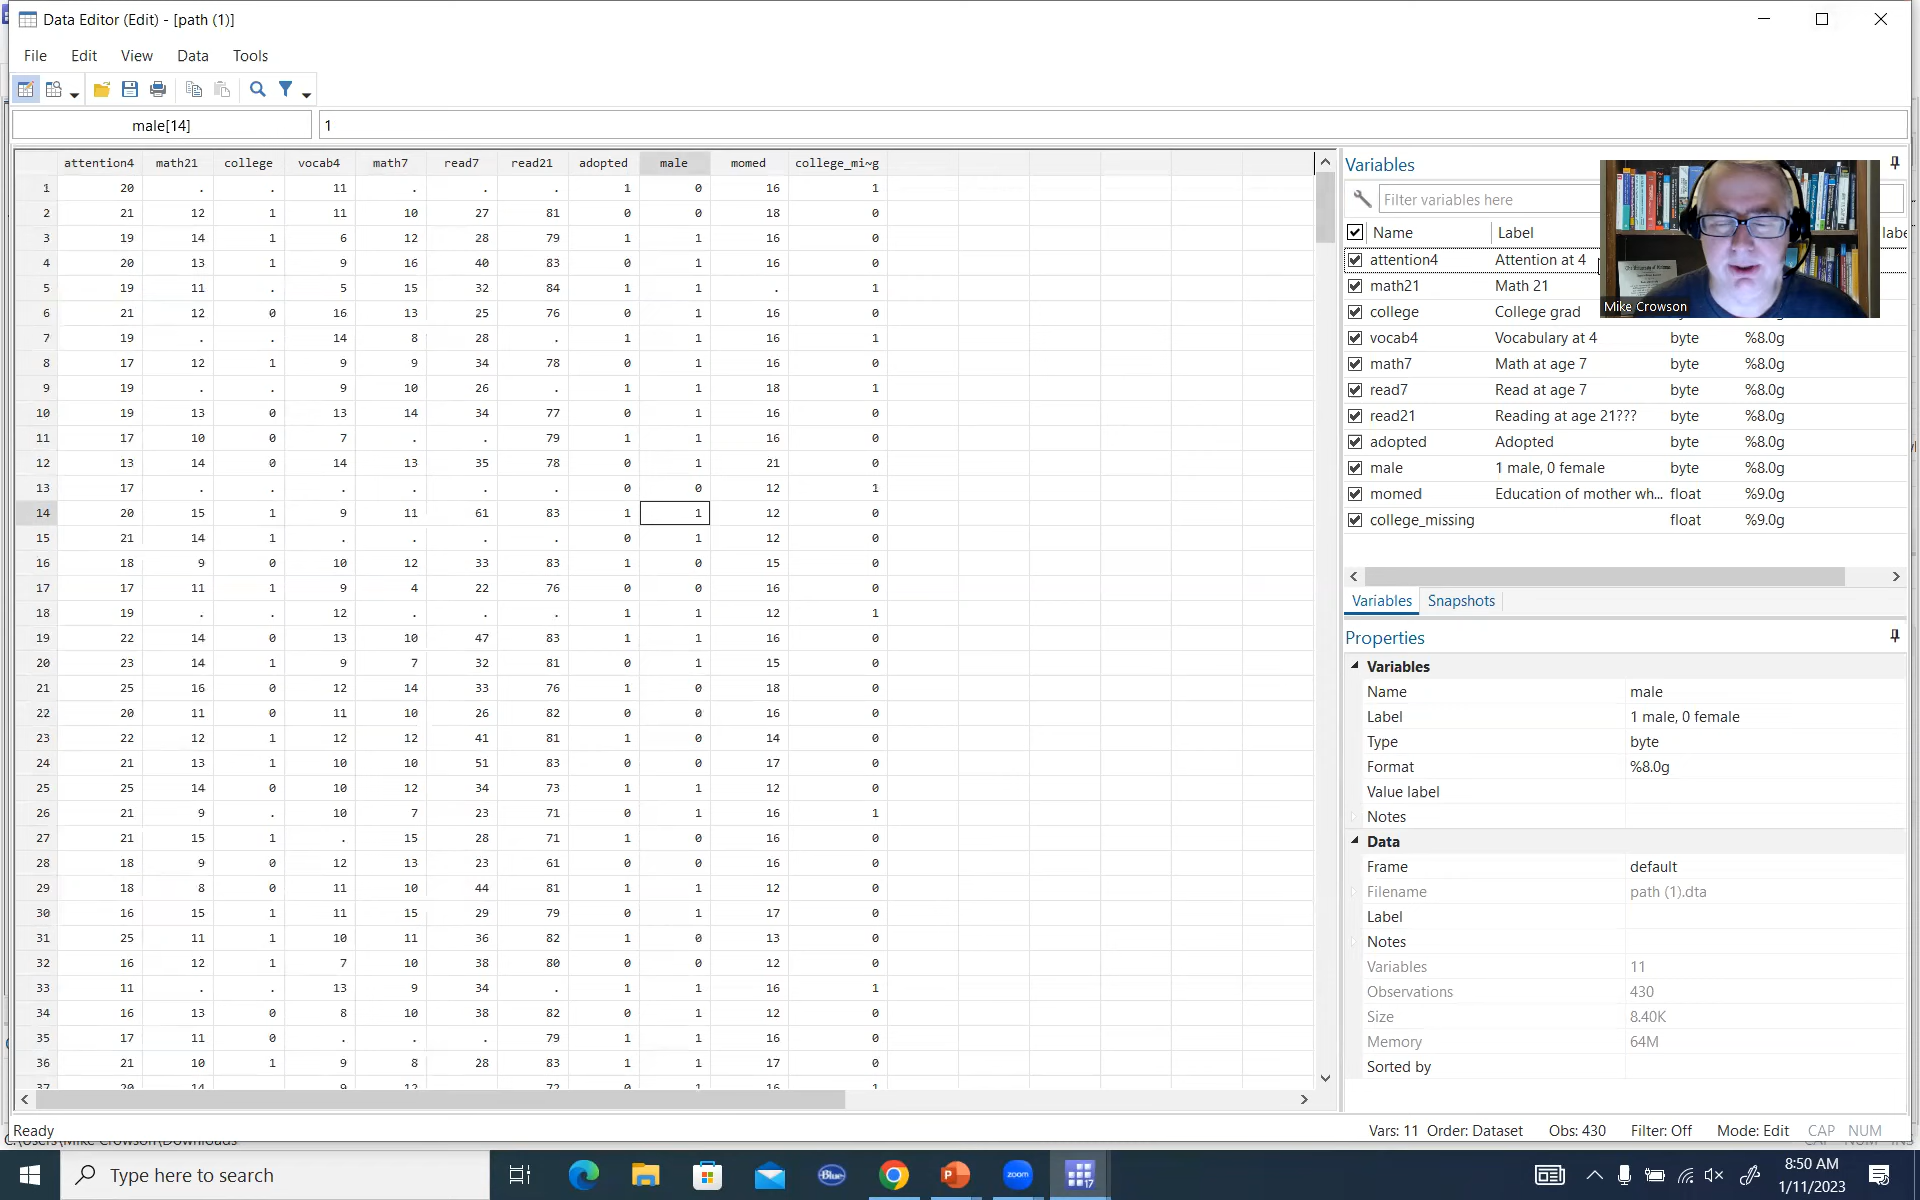 Data Editor (Edit) - [path (1)]
File Edit View Data Tools
male[14] 1
attention4 math21 college vocab4 math7 read7 read21 adopted male momed college_mi~g
1 20 . . 11 . . . 1 0 16 1
2 21 12 1 11 10 27 81 0 0 18 0
3 19 14 1 6 12 28 79 1 1 16 0
4 20 13 1 9 16 40 83 0 1 16 0
5 19 11 . 5 15 32 84 1 1 . 1
6 21 12 0 16 13 25 76 0 1 16 0
7 19 . . 14 8 28 . 1 1 16 1
8 17 12 1 9 9 34 78 0 1 16 0
9 19 . . 9 10 26 . 1 1 18 1
10 19 13 0 13 14 34 77 0 1 16 0
11 17 10 0 7 . . 79 1 1 16 0
12 13 14 0 14 13 35 78 0 1 21 0
13 17 . . . . . . 0 0 12 1
14 20 15 1 9 11 61 83 1 1 12 0
15 21 14 1 . . . . 0 1 12 0
16 18 9 0 10 12 33 83 1 0 15 0
17 17 11 1 9 4 22 76 0 0 16 0
18 19 . . 12 . . . 1 1 12 1
19 22 14 0 13 10 47 83 1 1 16 0
20 23 14 1 9 7 32 81 0 1 15 0
21 25 16 0 12 14 33 76 1 0 18 0
22 20 11 0 11 10 26 82 0 0 16 0
23 22 12 1 12 12 41 81 1 0 14 0
24 21 13 1 10 10 51 83 0 0 17 0
25 25 14 0 10 12 34 73 1 1 12 0
26 21 9 . 10 7 23 71 0 1 16 1
27 21 15 1 . 15 28 71 1 0 16 0
28 18 9 0 12 13 23 61 0 0 16 0
29 18 8 0 11 10 44 81 1 1 12 0
30 16 15 1 11 15 29 79 0 1 17 0
31 25 11 1 10 11 36 82 1 0 13 0
32 16 12 1 7 10 38 80 0 0 12 0
33 11 . . 13 9 34 . 1 1 16 1
34 16 13 0 8 10 38 82 0 1 12 0
35 17 11 0 . . . 79 1 1 16 0
36 21 10 1 9 8 28 83 1 1 17 0
37 20 14 9 12 72 0 1 16 1
Variables
Filter variables here
Name Label labe
attention4 Attention at 4
math21 Math 21
college College grad
Mike Crowson
vocab4 Vocabulary at 4 byte %8.0g
math7 Math at age 7 byte %8.0g
read7 Read at age 7 byte %8.0g
read21 Reading at age 21??? byte %8.0g
adopted Adopted byte %8.0g
male 1 male, 0 female byte %8.0g
momed Education of mother wh... float %9.0g
college_missing float %9.0g
Variables Snapshots
Properties
Variables
Name male
Label 1 male, 0 female
Type byte
Format %8.0g
Value label
Notes
Data
Frame default
Filename path (1).dta
Label
Notes
Variables 11
Observations 430
Size 8.40K
Memory 64M
Sorted by
Ready Vars: 11 Order: Dataset Obs: 430 Filter: Off Mode: Edit CAP NUM
C:\Users\Mike Crowson\Downloads CAP NUM INS
Type here to search Blue zoom 17 8:50 AM
1/11/2023